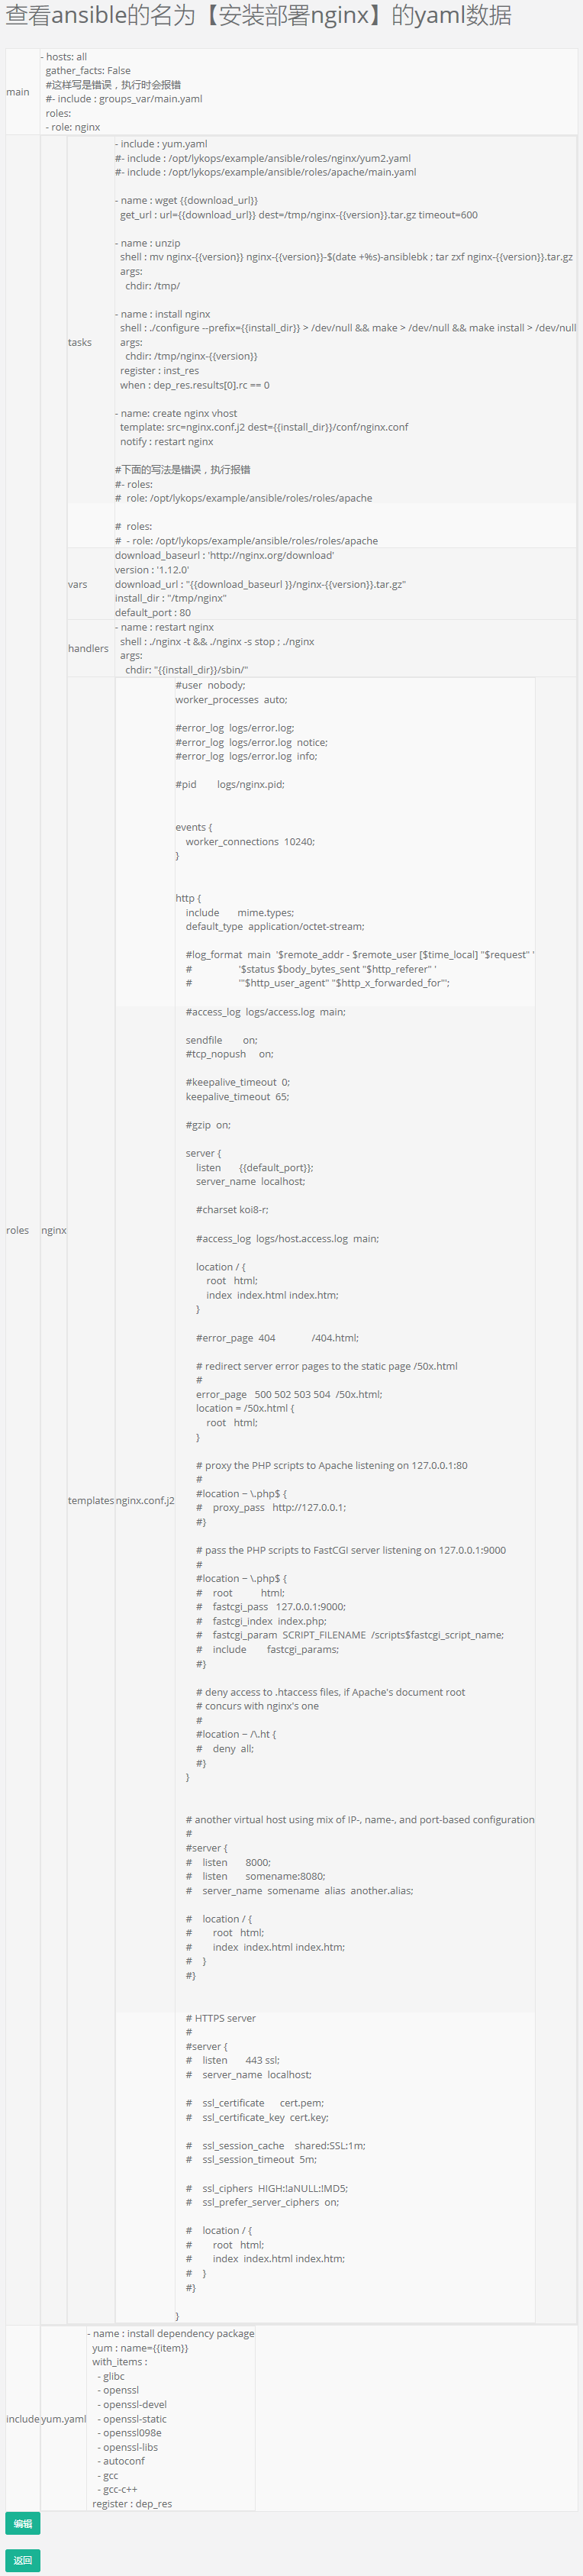 查看ansible的名为【安装部署nginx】的yaml数据
main
- hosts: all
gather_facts: False
#这样写是错误，执行时会报错
#- include : groups_var/main.yaml
roles:
- role: nginx
roles
nginx
tasks
- include : yum.yaml
#- include : /opt/lykops/example/ansible/roles/nginx/yum2.yaml
#- include : /opt/lykops/example/ansible/roles/apache/main.yaml
- name : wget {{download_url}}
get_url : url={{download_url}} dest=/tmp/nginx-{{version}}.tar.gz timeout=600
- name : unzip
shell : mv nginx-{{version}} nginx-{{version}}-$(date +%s)-ansiblebk ; tar zxf nginx-{{version}}.tar.gz
args:
chdir: /tmp/
- name : install nginx
shell : ./configure --prefix={{install_dir}} > /dev/null && make > /dev/null && make install > /dev/null
args:
chdir: /tmp/nginx-{{version}}
register : inst_res
when : dep_res.results[0].rc == 0
- name: create nginx vhost
template: src=nginx.conf.j2 dest={{install_dir}}/conf/nginx.conf
notify : restart nginx
#下面的写法是错误，执行报错
#- roles:
#  role: /opt/lykops/example/ansible/roles/roles/apache
#  roles:
#  - role: /opt/lykops/example/ansible/roles/roles/apache
vars
download_baseurl : 'http://nginx.org/download'
version : '1.12.0'
download_url : "{{download_baseurl }}/nginx-{{version}}.tar.gz"
install_dir : "/tmp/nginx"
default_port : 80
handlers
- name : restart nginx
shell : ./nginx -t && ./nginx -s stop ; ./nginx
args:
chdir: "{{install_dir}}/sbin/"
templates
nginx.conf.j2
#user  nobody;
worker_processes  auto;
#error_log  logs/error.log;
#error_log  logs/error.log  notice;
#error_log  logs/error.log  info;
#pid        logs/nginx.pid;
events {
worker_connections  10240;
}
http {
include       mime.types;
default_type  application/octet-stream;
#log_format  main  '$remote_addr - $remote_user [$time_local] "$request" '
#                  '$status $body_bytes_sent "$http_referer" '
#                  '"$http_user_agent" "$http_x_forwarded_for"';
#access_log  logs/access.log  main;
sendfile        on;
#tcp_nopush     on;
#keepalive_timeout  0;
keepalive_timeout  65;
#gzip  on;
server {
listen       {{default_port}};
server_name  localhost;
#charset koi8-r;
#access_log  logs/host.access.log  main;
location / {
root   html;
index  index.html index.htm;
}
#error_page  404              /404.html;
# redirect server error pages to the static page /50x.html
#
error_page   500 502 503 504  /50x.html;
location = /50x.html {
root   html;
}
# proxy the PHP scripts to Apache listening on 127.0.0.1:80
#
#location ~ \.php$ {
#    proxy_pass   http://127.0.0.1;
#}
# pass the PHP scripts to FastCGI server listening on 127.0.0.1:9000
#
#location ~ \.php$ {
#    root           html;
#    fastcgi_pass   127.0.0.1:9000;
#    fastcgi_index  index.php;
#    fastcgi_param  SCRIPT_FILENAME  /scripts$fastcgi_script_name;
#    include        fastcgi_params;
#}
# deny access to .htaccess files, if Apache's document root
# concurs with nginx's one
#
#location ~ /\.ht {
#    deny  all;
#}
}
# another virtual host using mix of IP-, name-, and port-based configuration
#
#server {
#    listen       8000;
#    listen       somename:8080;
#    server_name  somename  alias  another.alias;
#    location / {
#        root   html;
#        index  index.html index.htm;
#    }
#}
# HTTPS server
#
#server {
#    listen       443 ssl;
#    server_name  localhost;
#    ssl_certificate      cert.pem;
#    ssl_certificate_key  cert.key;
#    ssl_session_cache    shared:SSL:1m;
#    ssl_session_timeout  5m;
#    ssl_ciphers  HIGH:!aNULL:!MD5;
#    ssl_prefer_server_ciphers  on;
#    location / {
#        root   html;
#        index  index.html index.htm;
#    }
#}
}
include
yum.yaml
- name : install dependency package
yum : name={{item}}
with_items :
- glibc
- openssl
- openssl-devel
- openssl-static
- openssl098e
- openssl-libs
- autoconf
- gcc
- gcc-c++
register : dep_res
编辑
返回